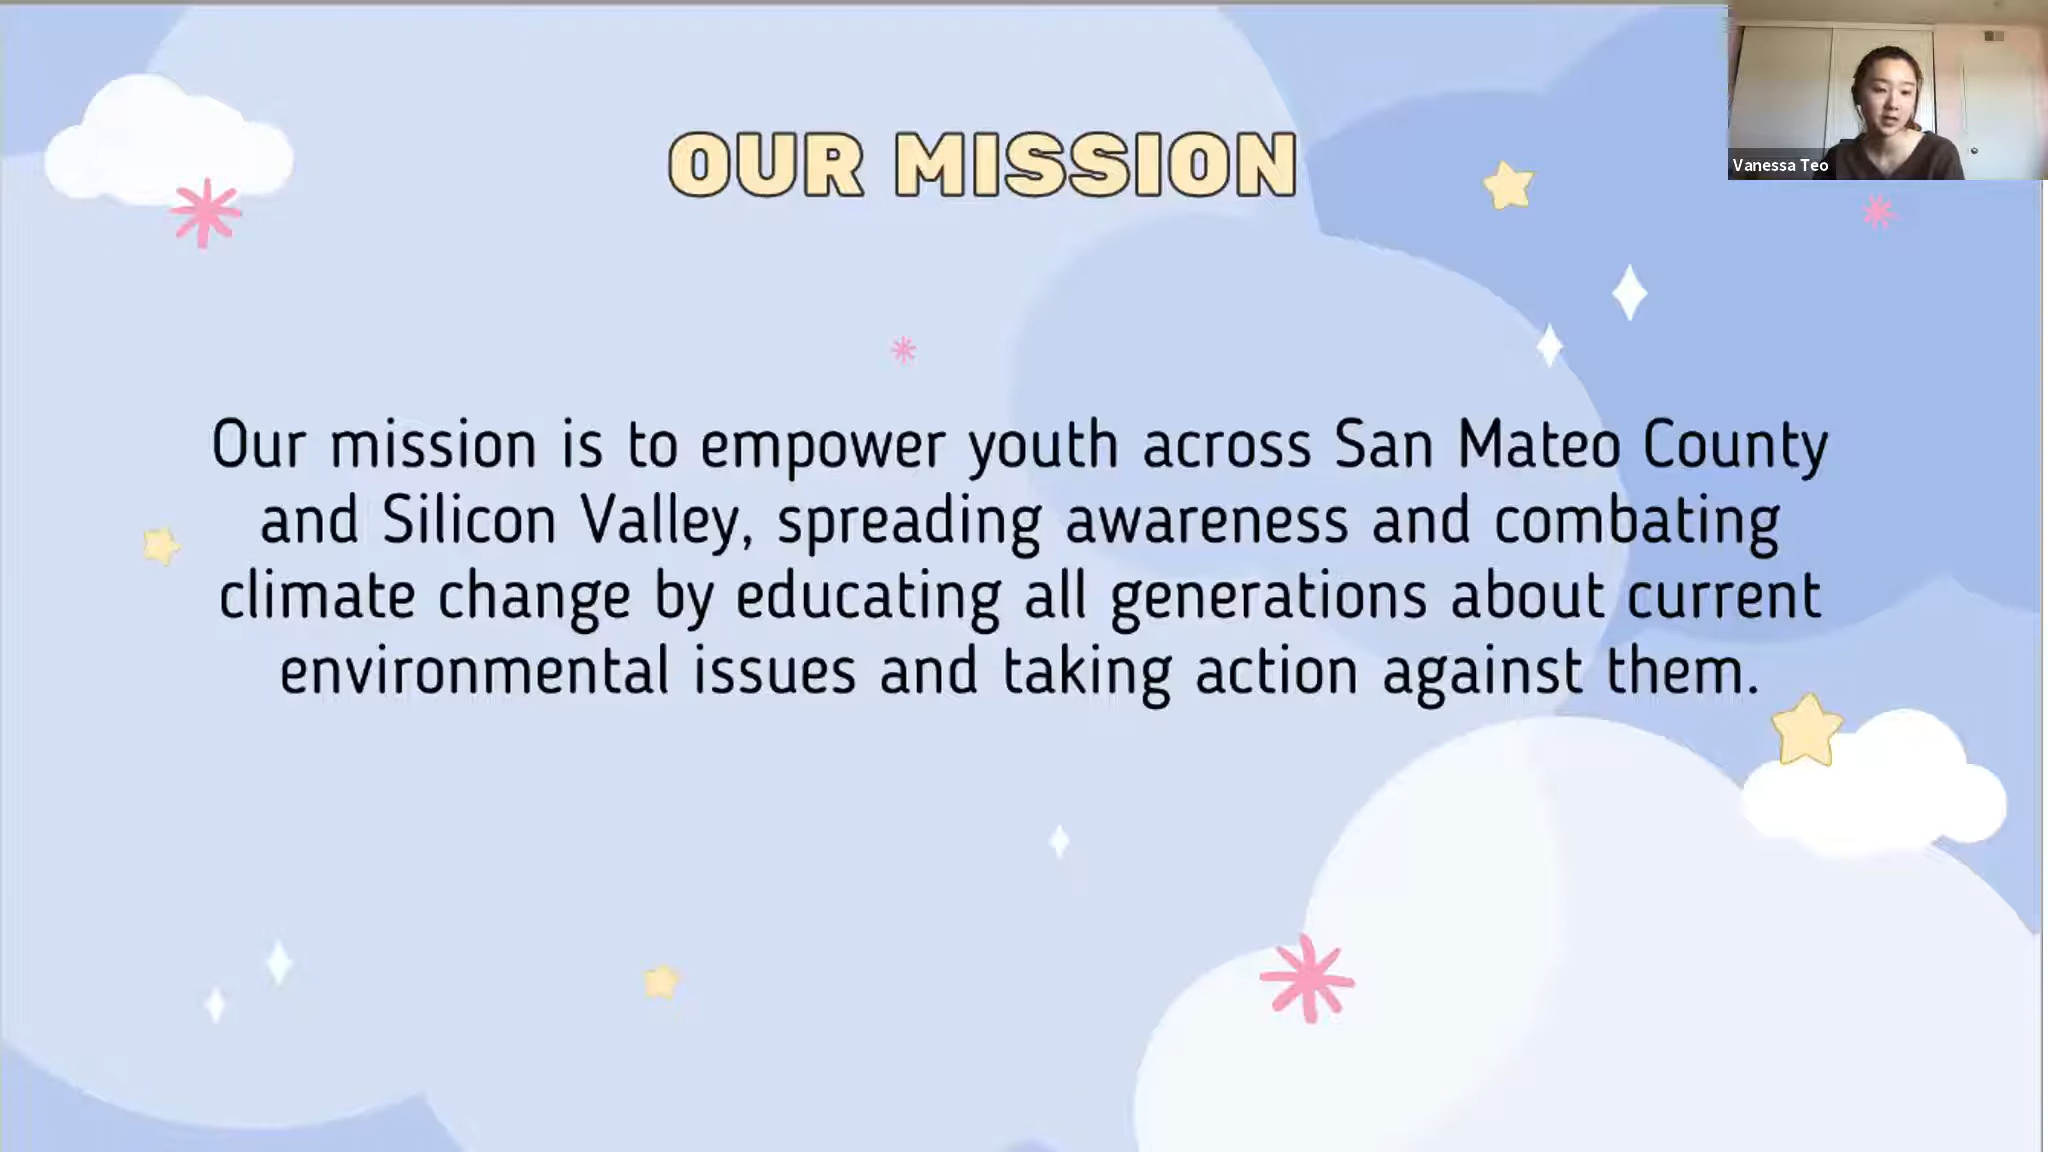 OUR MISSION
Vanessa Teo
Our mission is to empower youth across San Mateo County
and Silicon Valley, spreading awareness and combating
climate change by educating all generations about current
environmental issues and taking action against them.